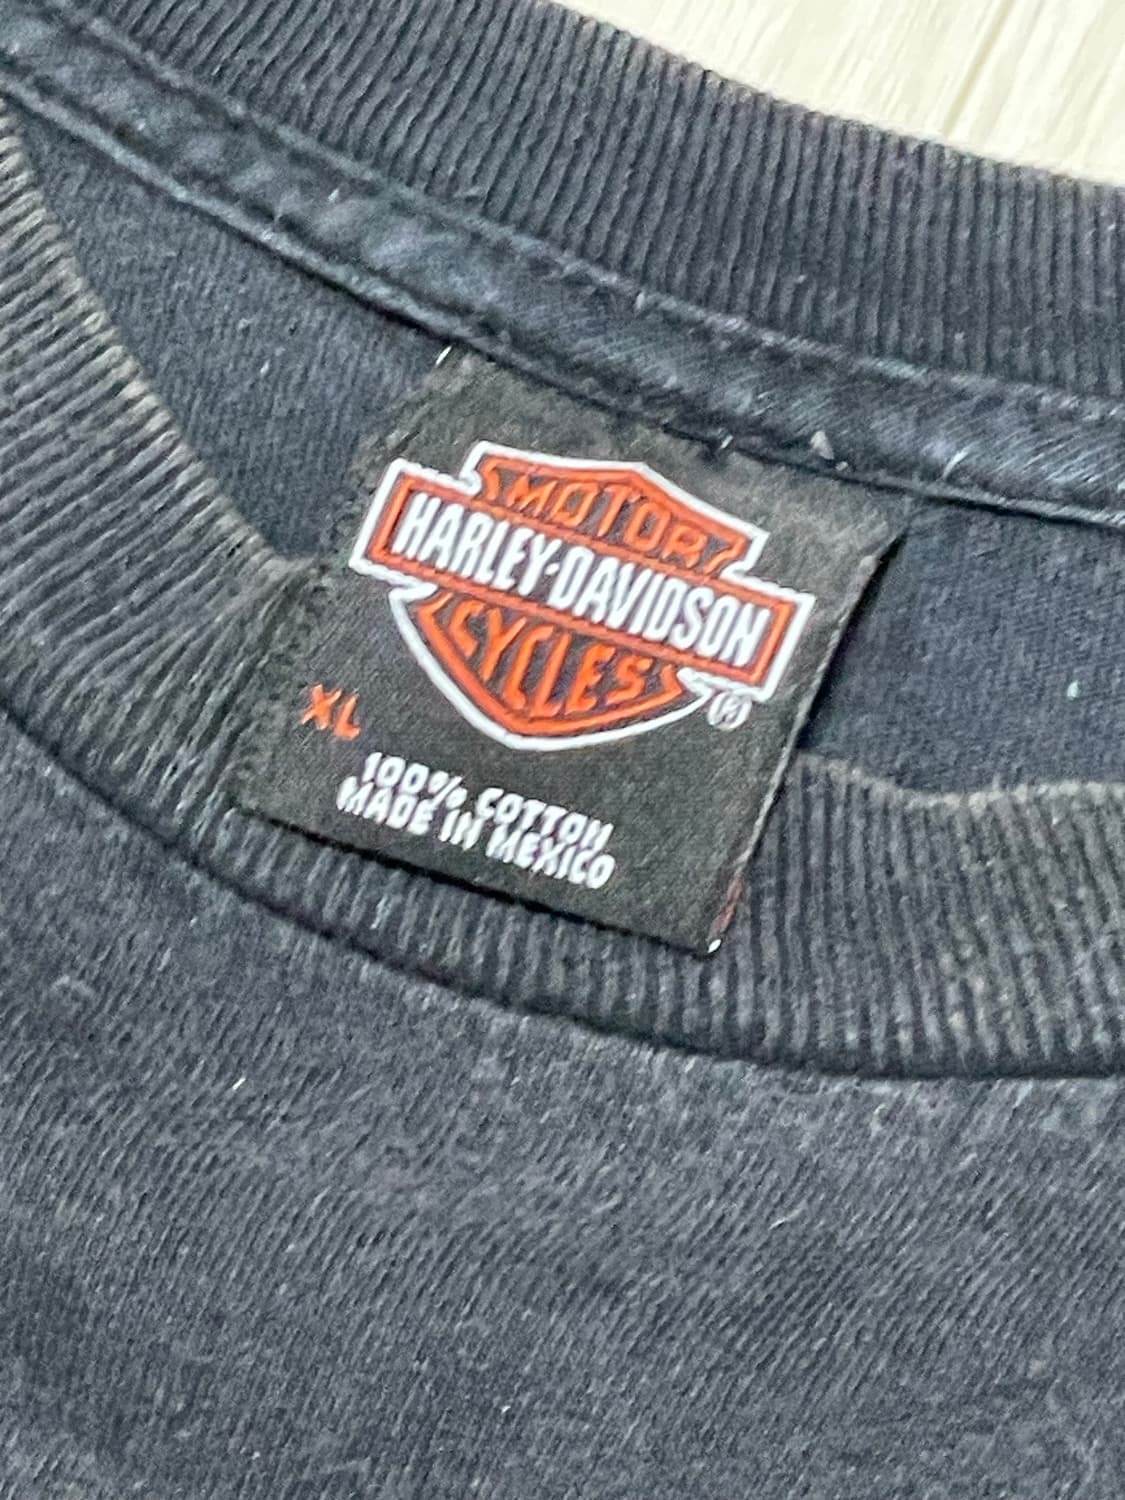 MOTOR
HARLEY-DAVIDSON
CYCLES
®
XL
100% COTTON
MADE IN MEXICO